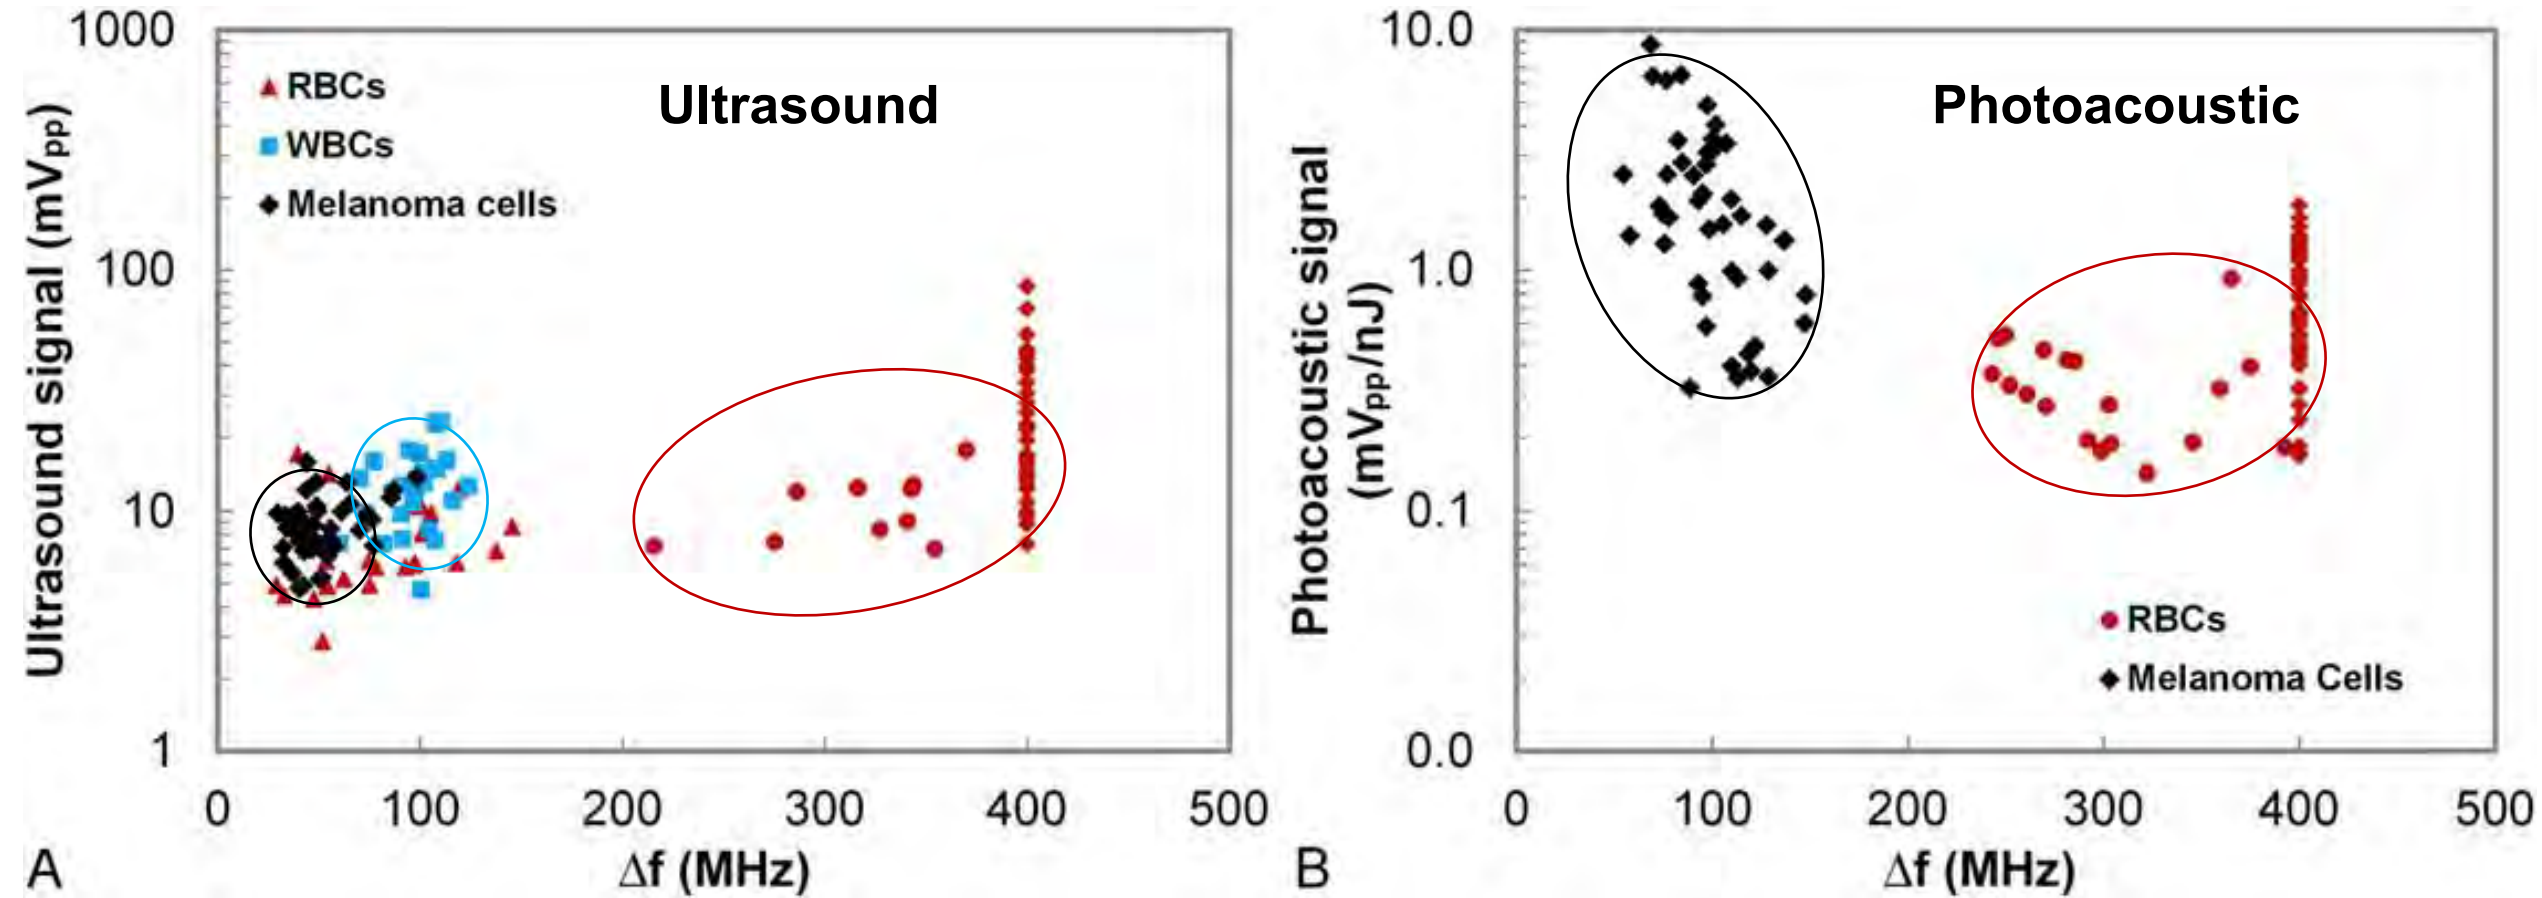 Ultrasound signal (mVpp)
1000
100
10
1
RBCs
WBCs
Melanoma cells
Ultrasound
0 100 200 300 400 500
Δf (MHz)
A
Photoacoustic signal
(mVpp/nJ)
10.0
1.0
0.1
0.0
Photoacoustic
RBCs
Melanoma Cells
0 100 200 300 400 500
Δf (MHz)
B